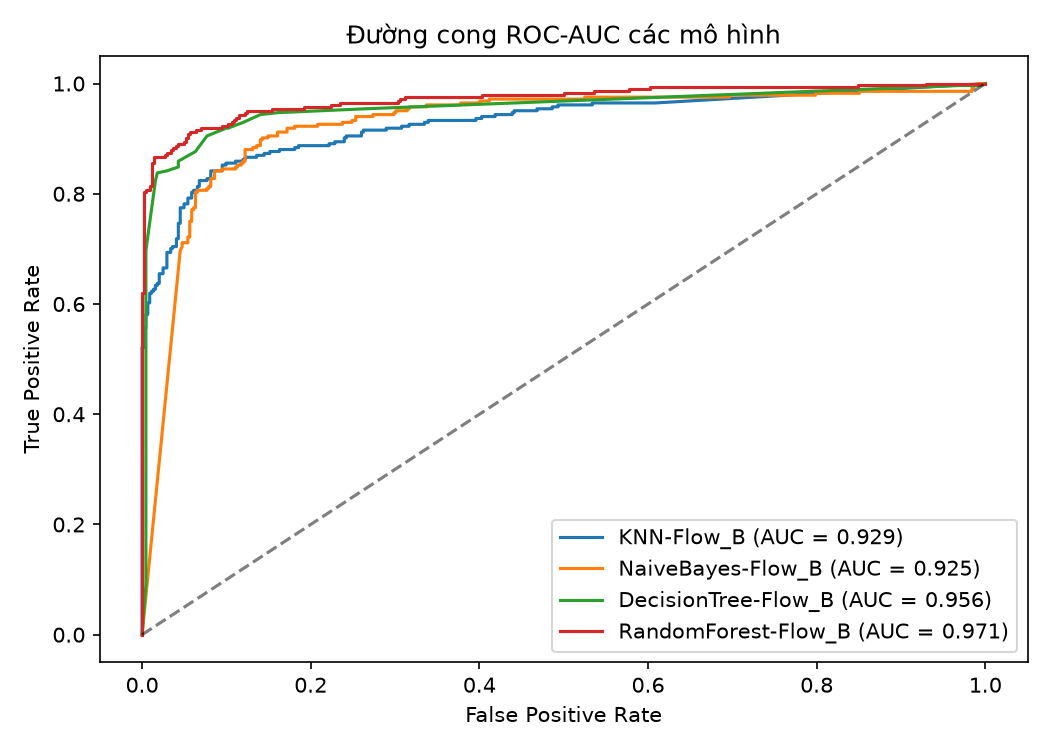 Đường cong ROC-AUC các mô hình
True Positive Rate
1.0
0.8
0.6
0.4
0.2
0.0
KNN-Flow_B (AUC = 0.929)
NaiveBayes-Flow_B (AUC = 0.925)
DecisionTree-Flow_B (AUC = 0.956)
RandomForest-Flow_B (AUC = 0.971)
0.0 0.2 0.4 0.6 0.8 1.0
False Positive Rate